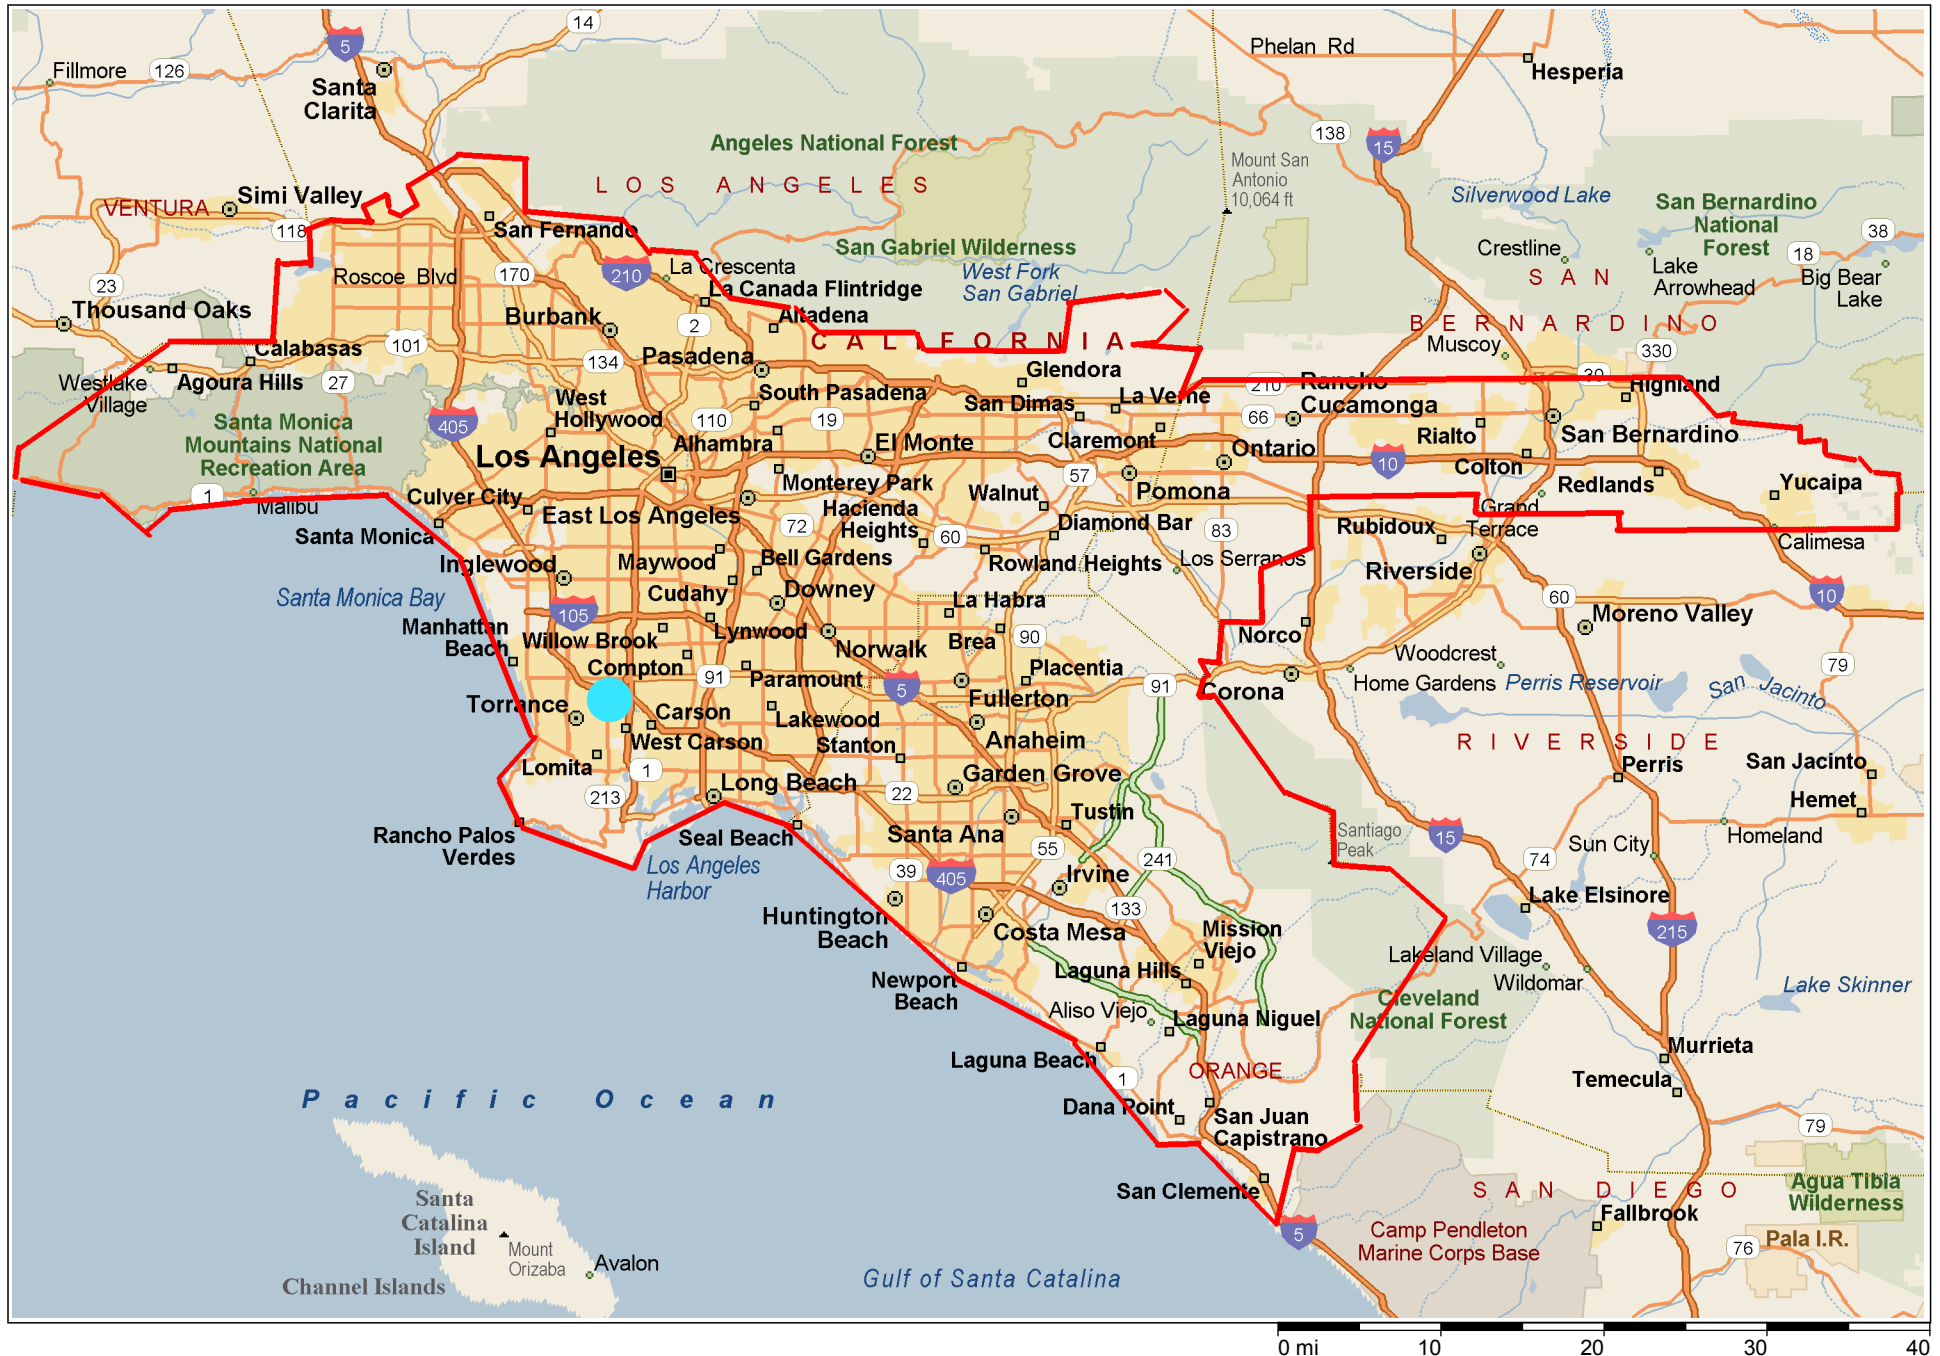 14
5
Phelan Rd
Fillmore
126
Hesperia
Santa
Clarita
138
15
Angeles National Forest
Mount San
Antonio
10,064 ft
LOS ANGELES
Silverwood Lake
San Bernardino
National
Forest
Simi Valley
VENTURA
118
San Fernando
38
18
San Gabriel Wilderness
Crestline
Lake
Arrowhead
Big Bear
Lake
West Fork
San Gabriel
SAN
Roscoe Blvd
170
210
La Crescenta
La Canada Flintridge
23
Thousand Oaks
Burbank
Altadena
2
BERNARDINO
CALIFORNIA
Muscoy
330
101
Calabasas
134
Pasadena
Glendora
Westlake
Village
Agoura Hills
27
210
Rancho
Cucamonga
30
Highland
West
Hollywood
South Pasadena
San Dimas
La Verne
66
Santa Monica
Mountains National
Recreation Area
405
110
19
Alhambra
El Monte
Claremont
Ontario
Rialto
San Bernardino
Los Angeles
10
Colton
57
Pomona
Redlands
Yucaipa
Monterey Park
Walnut
1
Malibu
Culver City
East Los Angeles
Hacienda
Heights
Diamond Bar
Grand
Terrace
Rubidoux
Santa Monica
72
60
83
Calimesa
Inglewood
Maywood
Bell Gardens
Rowland Heights
Los Serranos
Riverside
Santa Monica Bay
Cudahy
Downey
La Habra
60
10
105
Manhattan
Beach
Willow Brook
Lynwood
Norwalk
Brea
90
Norco
Moreno Valley
Compton
91
Paramount
Placentia
Woodcrest
79
5
91
Corona
Home Gardens
Perris Reservoir
San Jacinto
Torrance
Carson
Lakewood
Fullerton
West Carson
Stanton
Anaheim
RIVERSIDE
Lomita
1
Long Beach
Garden Grove
Perris
San Jacinto
213
22
Tustin
Hemet
Rancho Palos
Verdes
Seal Beach
Santa Ana
Santiago
Peak
15
Homeland
Los Angeles
Harbor
55
241
74
Sun City
39
405
Irvine
Lake Elsinore
Huntington
Beach
133
Costa Mesa
Mission
Viejo
215
Lakeland Village
Wildomar
Laguna Hills
Newport
Beach
Lake Skinner
Aliso Viejo
Laguna Niguel
Cleveland
National Forest
Laguna Beach
Murrieta
ORANGE
Temecula
1
Pacific Ocean
Dana Point
San Juan
Capistrano
79
San Clemente
SAN DIEGO
Agua Tibia
Wilderness
Santa
Catalina
Island
Fallbrook
5
Camp Pendleton
Marine Corps Base
Pala I.R.
76
Mount
Orizaba
Avalon
Channel Islands
Gulf of Santa Catalina
0 mi 10 20 30 40